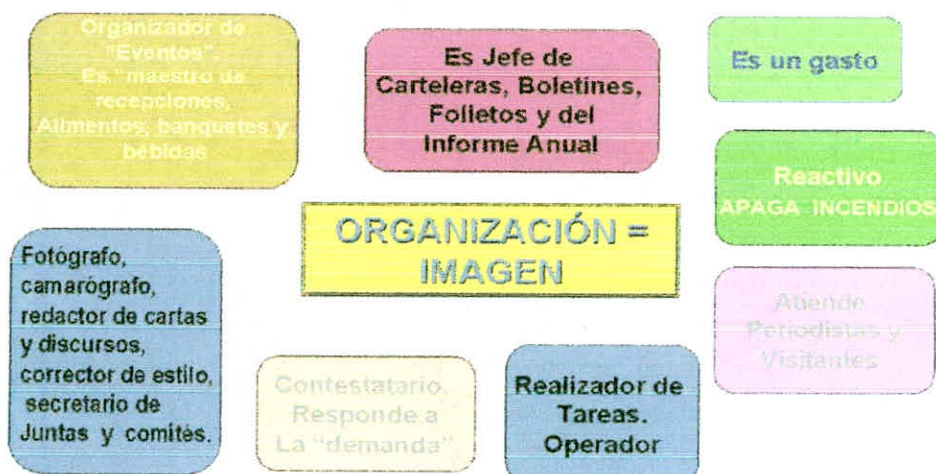 Organizador de
"Eventos".
Es "maestro de
recepciones,
Alimentos, banquetes y
bebidas
Es Jefe de
Carteleras, Boletines,
Folletos y del
Informe Anual
Es un gasto
Reactivo
APAGA INCENDIOS
ORGANIZACIÓN =
IMAGEN
Fotógrafo,
camarógrafo,
redactor de cartas
y discursos,
corrector de estilo,
secretario de
Juntas y comités.
Contestatario.
Responde a
La "demanda"
Realizador de
Tareas.
Operador
Atiende
Periodistas y
Visitantes